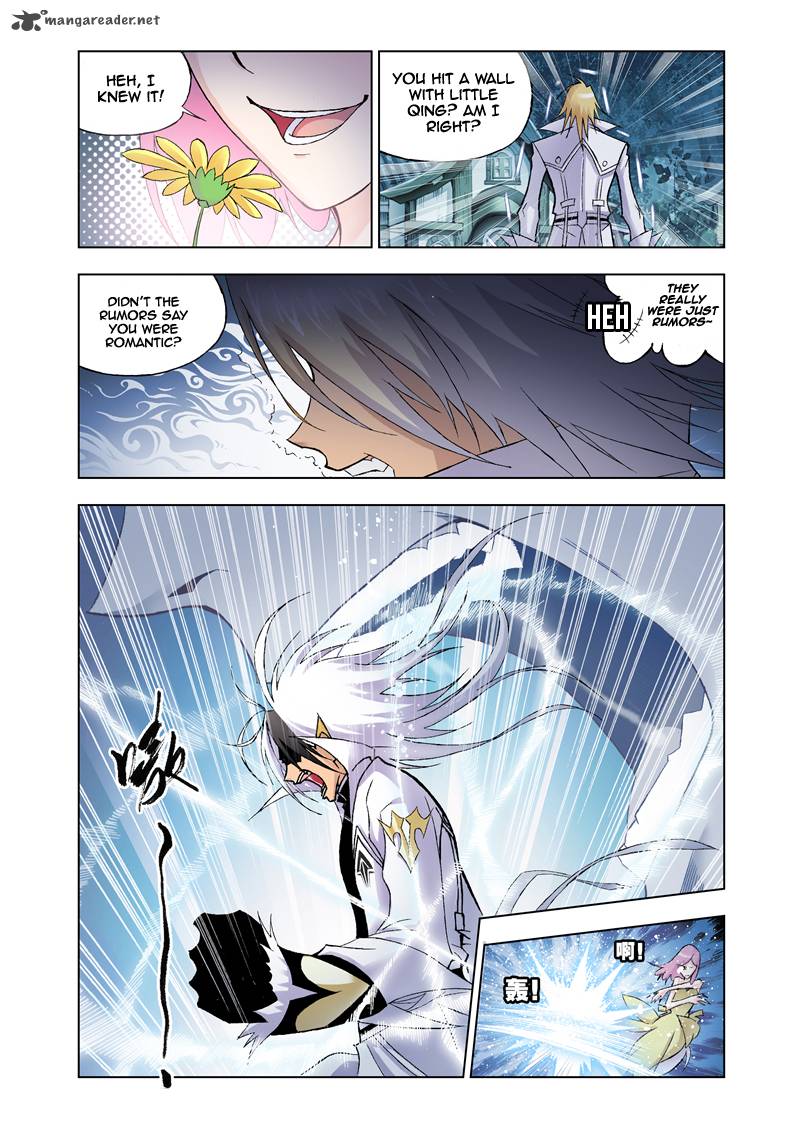 mangareader.net
HEH, I
KNEW IT!
YOU HIT A WALL
WITH LITTLE
QING? AM I
RIGHT?
DIDN'T THE
RUMORS SAY
YOU WERE
ROMANTIC?
HEH
THEY
REALLY
WERE JUST
RUMORS~
啊!
轰!